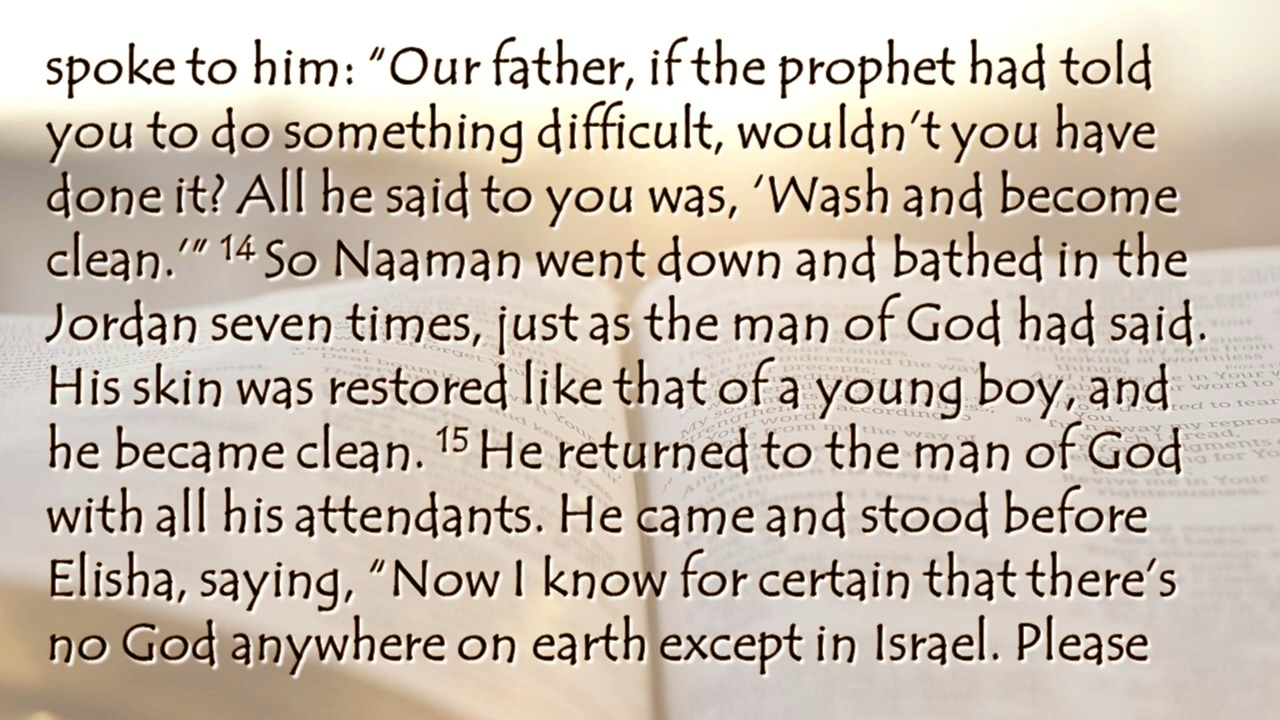 spoke to him: “Our father, if the prophet had told
you to do something difficult, wouldn’t you have
done it? All he said to you was, ‘Wash and become
clean.’” 14 So Naaman went down and bathed in the
Jordan seven times, just as the man of God had said.
His skin was restored like that of a young boy, and
he became clean. 15 He returned to the man of God
with all his attendants. He came and stood before
Elisha, saying, “Now I know for certain that there’s
no God anywhere on earth except in Israel. Please